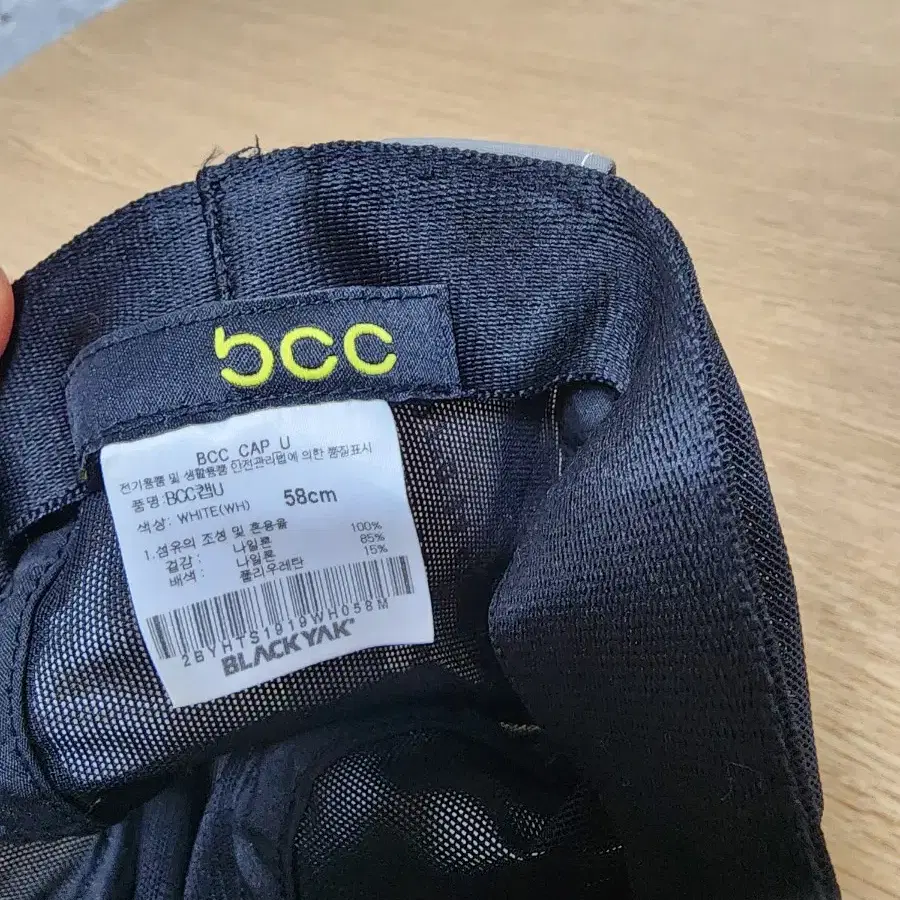 bcc
BCC CAP U
전기용품 및 생활용품 안전관리법에 의한 품질표시
품명:BCC캡U
색상: WHITE(WH) 58cm
1.섬유의 조성 및 혼용율
겉감: 나일론 100%
배색: 나일론 85%
폴리우레탄 15%
2BYHTS1919WH058M
BLACKYAK